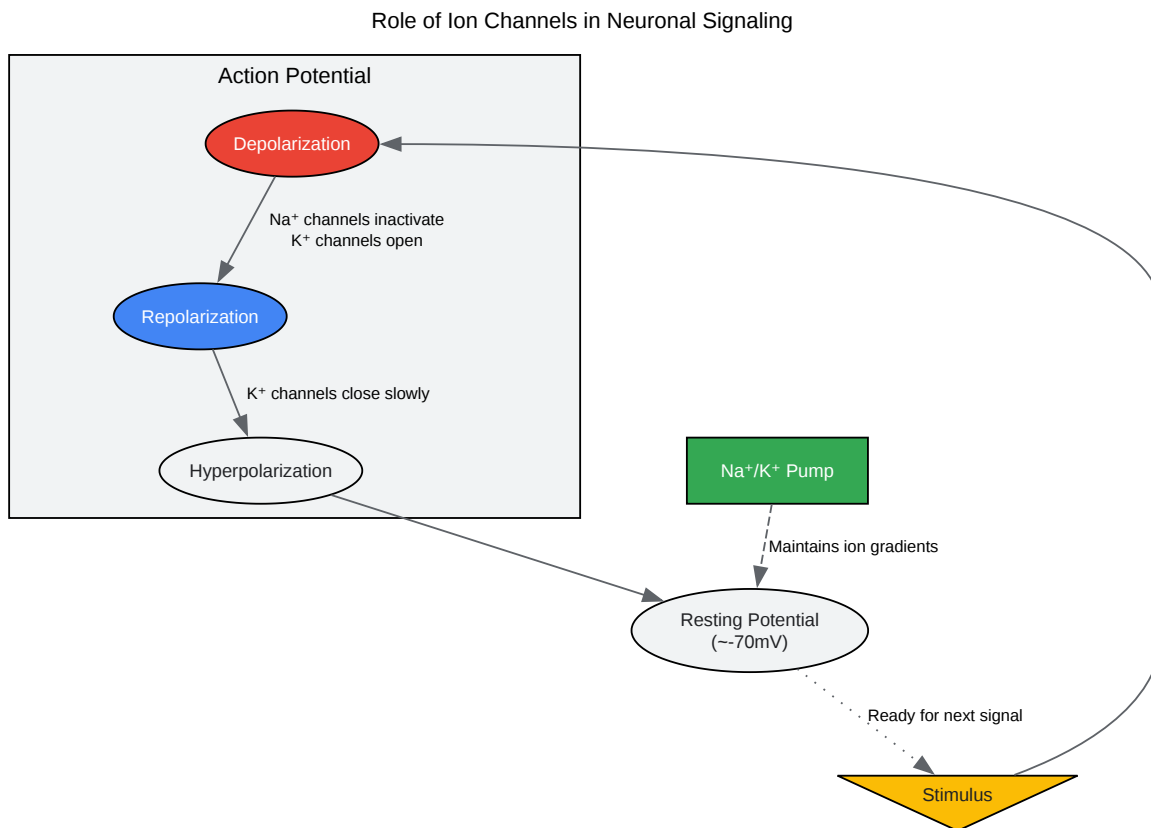 Role of Ion Channels in Neuronal Signaling
Action Potential
Depolarization
Na⁺ channels inactivate
K⁺ channels open
Repolarization
K⁺ channels close slowly
Hyperpolarization
Na⁺/K⁺ Pump
Maintains ion gradients
Resting Potential
(~-70mV)
Ready for next signal
Stimulus